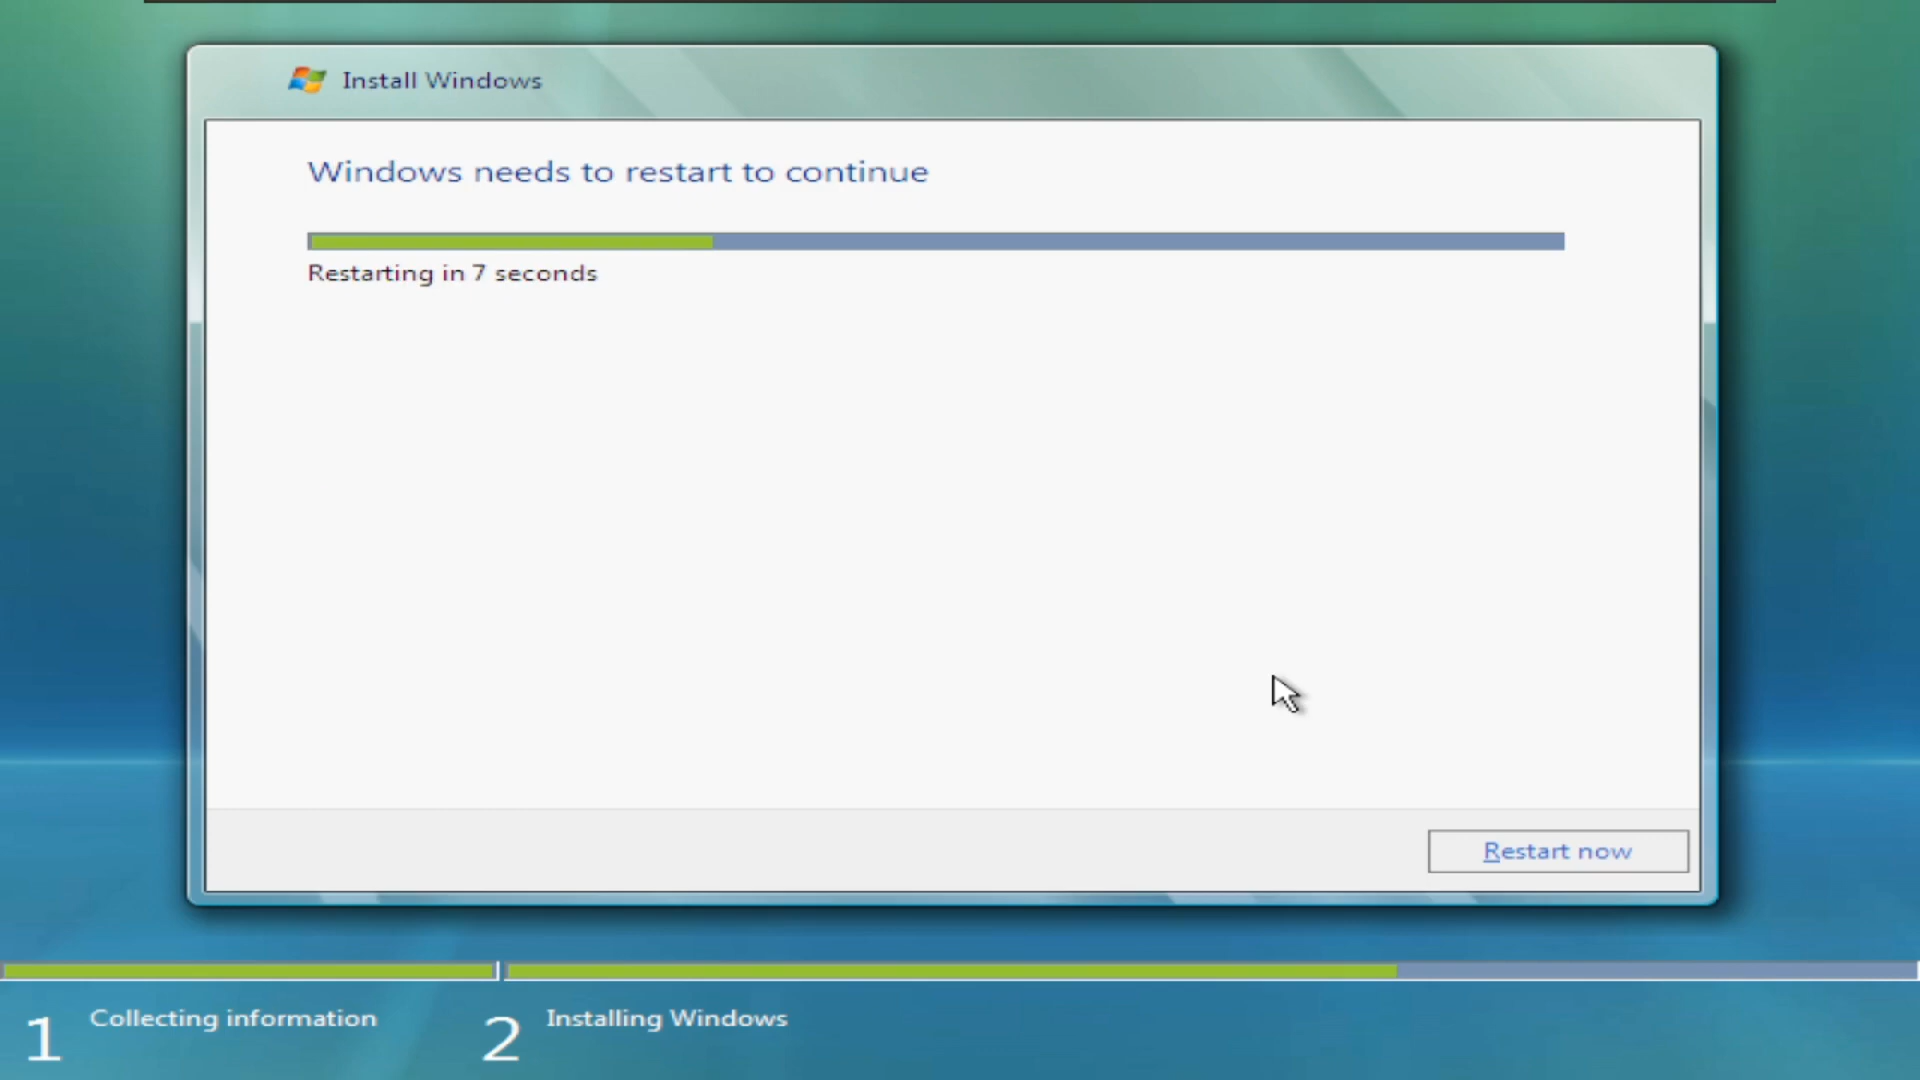 Install Windows
Windows needs to restart to continue
Restarting in 7 seconds
Restart now
1 Collecting information
2 Installing Windows